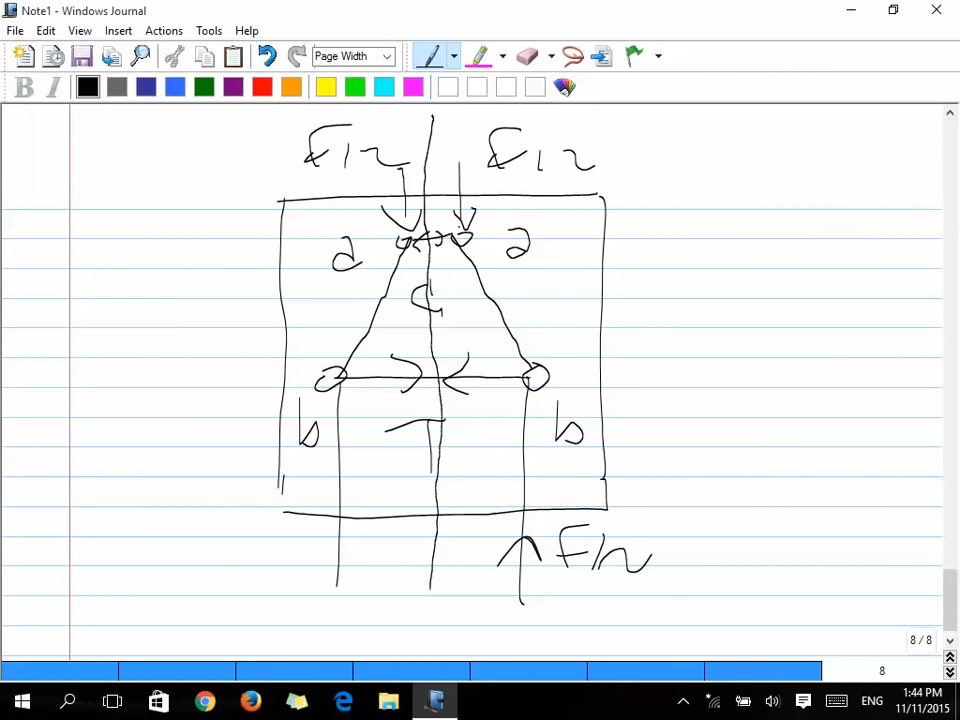 Note1 - Windows Journal
File Edit View Insert Actions Tools Help
Page Width
B I
F/2 F/2
a a
C
b b
T
F/2
8 / 8
8
ENG
1:44 PM
11/11/2015